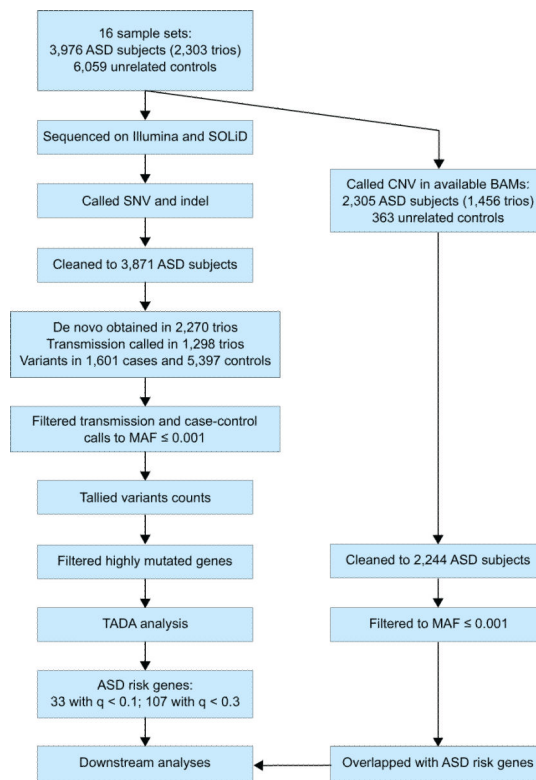 16 sample sets:
3,976 ASD subjects (2,303 trios)
6,059 unrelated controls
Sequenced on Illumina and SOLiD
Called SNV and indel
Cleaned to 3,871 ASD subjects
De novo obtained in 2,270 trios
Transmission called in 1,298 trios
Variants in 1,601 cases and 5,397 controls
Filtered transmission and case-control
calls to MAF ≤ 0.001
Tallied variants counts
Filtered highly mutated genes
TADA analysis
ASD risk genes:
33 with q < 0.1; 107 with q < 0.3
Downstream analyses
Called CNV in available BAMs:
2,305 ASD subjects (1,456 trios)
363 unrelated controls
Cleaned to 2,244 ASD subjects
Filtered to MAF ≤ 0.001
Overlapped with ASD risk genes